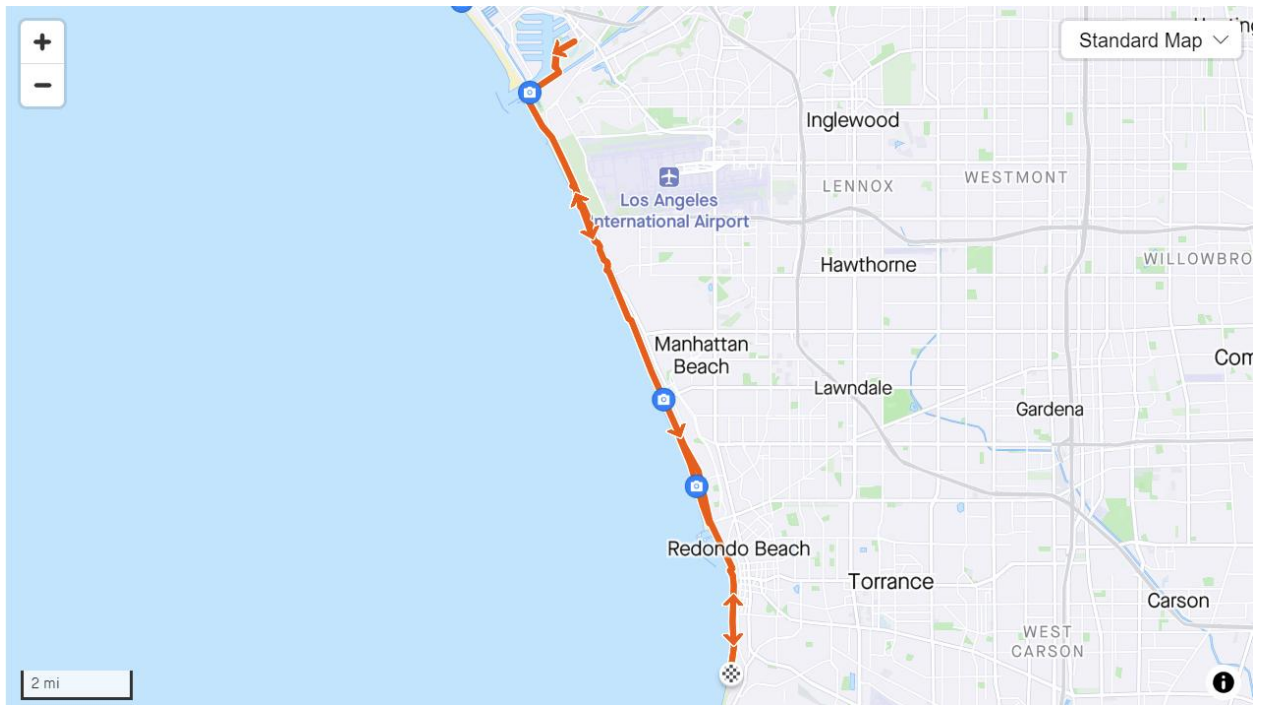 +
Standard Map
−
Inglewood
WESTMONT
LENNOX
Los Angeles
International Airport
Hawthorne
WILLOWBRO
Manhattan
Beach
Com
Lawndale
Gardena
Redondo Beach
Torrance
Carson
WEST
CARSON
2 mi
i